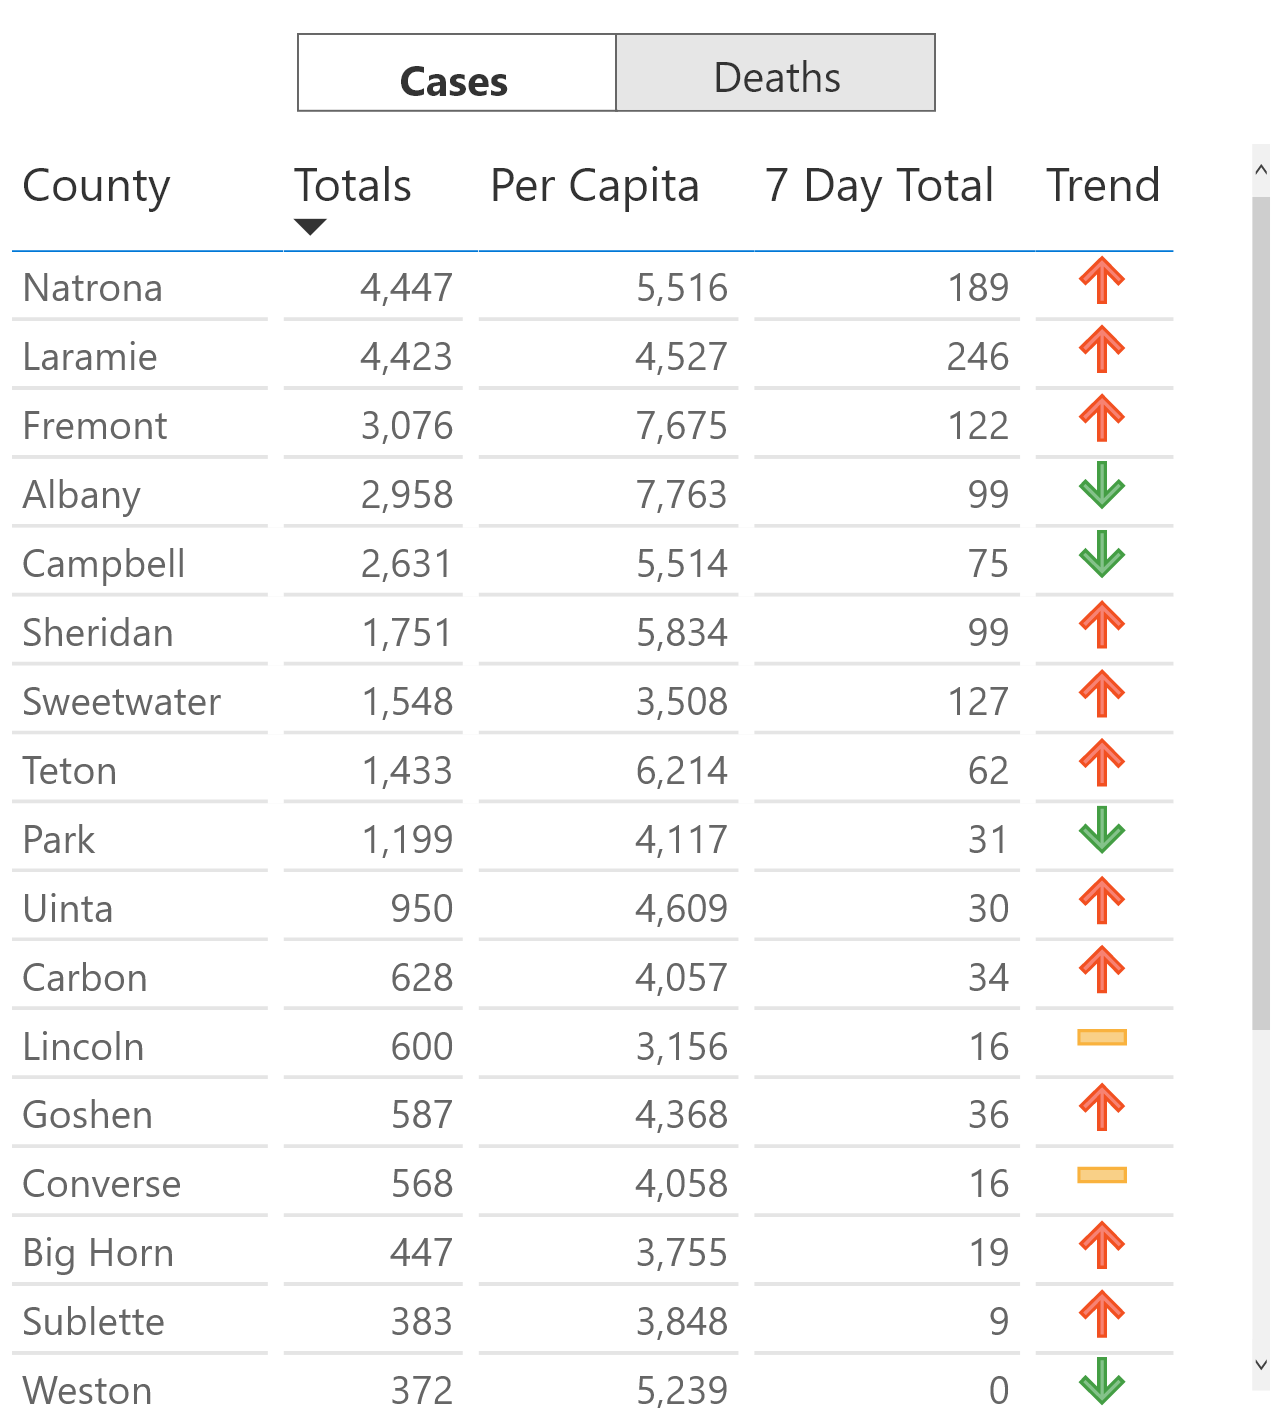 Cases Deaths
County Totals Per Capita 7 Day Total Trend
Natrona 4,447 5,516 189
Laramie 4,423 4,527 246
Fremont 3,076 7,675 122
Albany 2,958 7,763 99
Campbell 2,631 5,514 75
Sheridan 1,751 5,834 99
Sweetwater 1,548 3,508 127
Teton 1,433 6,214 62
Park 1,199 4,117 31
Uinta 950 4,609 30
Carbon 628 4,057 34
Lincoln 600 3,156 16
Goshen 587 4,368 36
Converse 568 4,058 16
Big Horn 447 3,755 19
Sublette 383 3,848 9
Weston 372 5,239 0